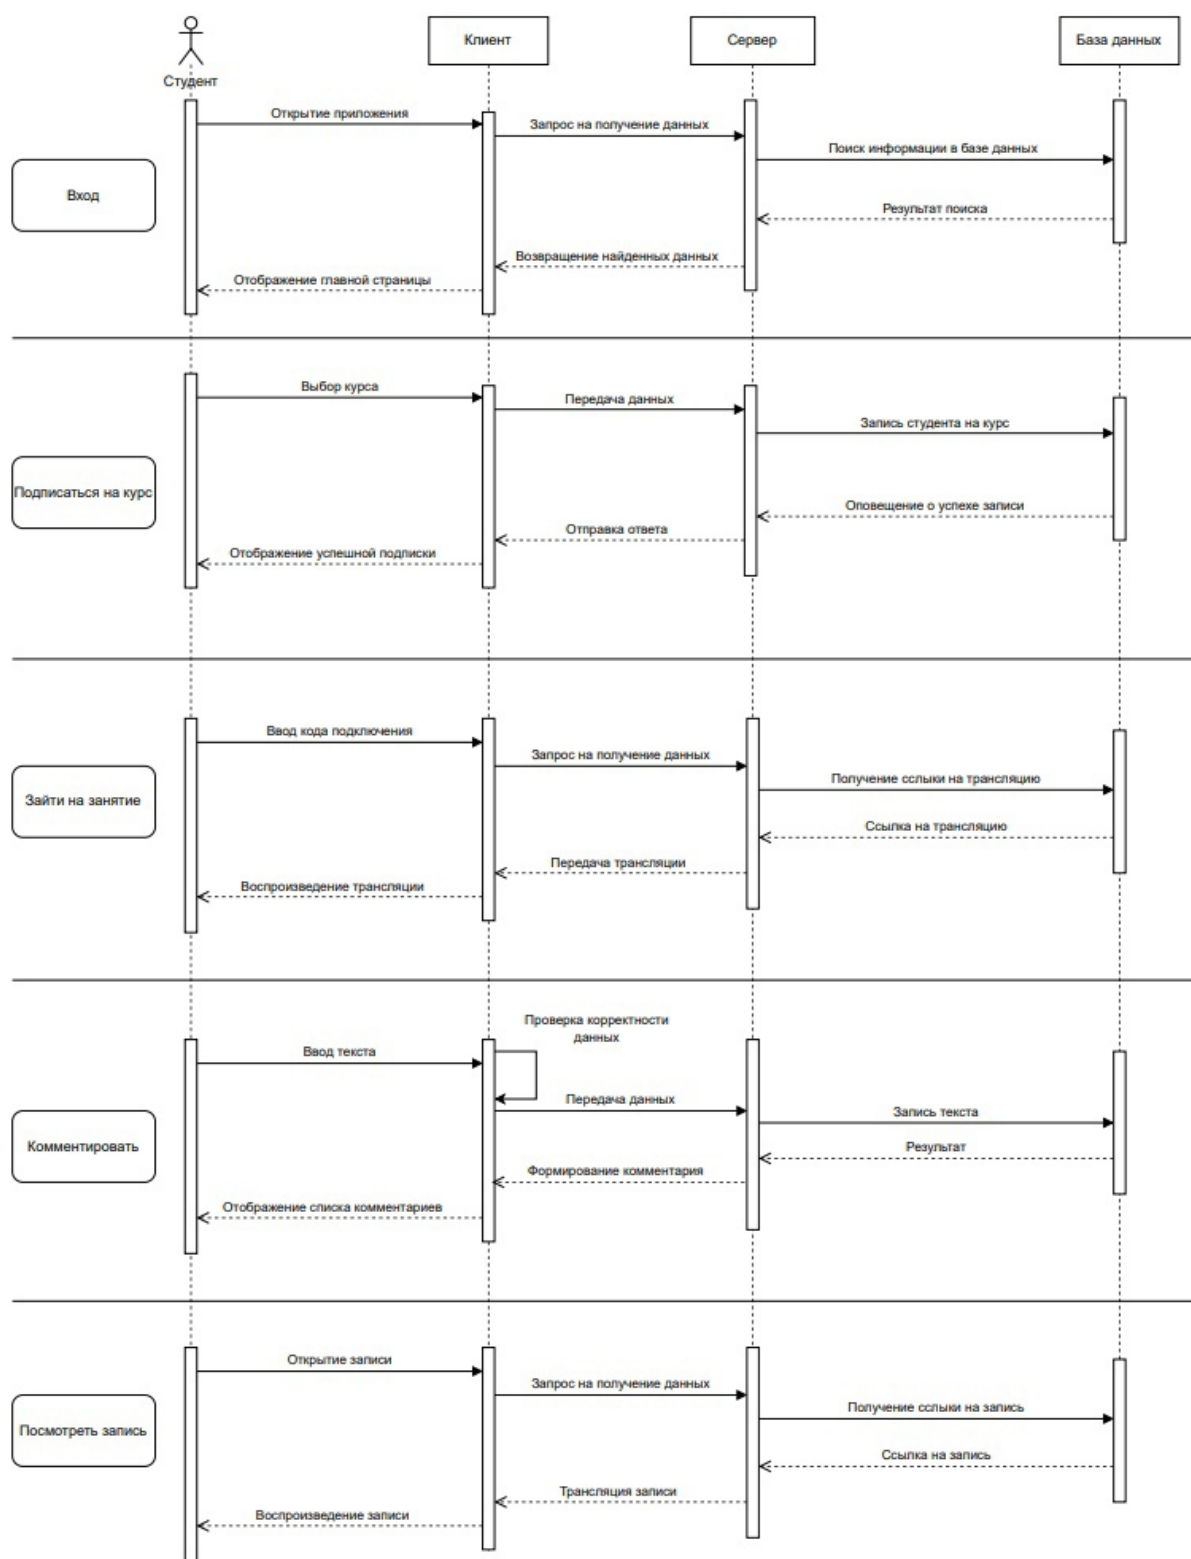 Клиент
Сервер
База данных
Студент
Открытие приложения
Запрос на получение данных
Поиск информации в базе данных
Вход
Результат поиска
Возвращение найденных данных
Отображение главной страницы
Выбор курса
Передача данных
Запись студента на курс
Подписаться на курс
Оповещение о успехе записи
Отправка ответа
Отображение успешной подписки
Ввод кода подключения
Запрос на получение данных
Получение сслыки на трансляцию
Зайти на занятие
Ссылка на трансляцию
Передача трансляции
Воспроизведение трансляции
Проверка корректности
данных
Ввод текста
Передача данных
Запись текста
Комментировать
Результат
Формирование комментария
Отображение списка комментариев
Открытие записи
Запрос на получение данных
Получение сслыки на запись
Посмотреть запись
Ссылка на запись
Трансляция записи
Воспроизведение записи